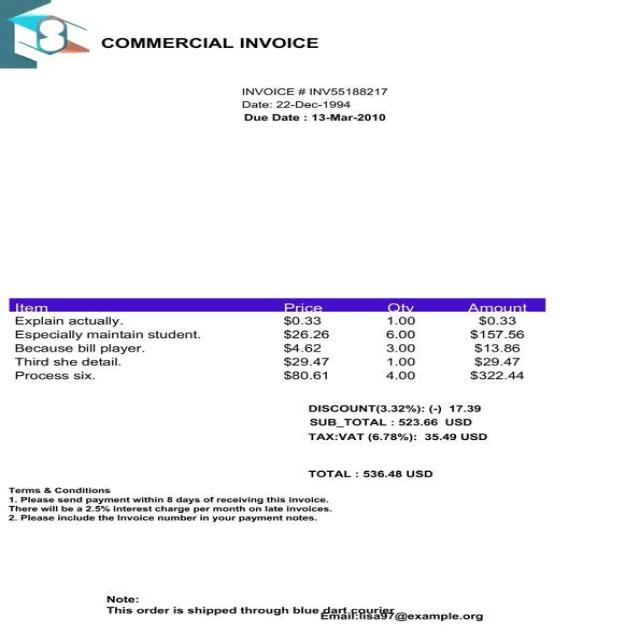 8
COMMERCIAL INVOICE
INVOICE # INV55188217
Date: 22-Dec-1994
Due Date : 13-Mar-2010
Item Price Qty Amount
Explain actually. $0.33 1.00 $0.33
Especially maintain student. $26.26 6.00 $157.56
Because bill player. $4.62 3.00 $13.86
Third she detail. $29.47 1.00 $29.47
Process six. $80.61 4.00 $322.44
DISCOUNT(3.32%): (-) 17.39
SUB_TOTAL : 523.66 USD
TAX:VAT (6.78%): 35.49 USD
TOTAL : 536.48 USD
Terms & Conditions
1. Please send payment within 8 days of receiving this invoice.
There will be a 2.5% interest charge per month on late invoices.
2. Please include the Invoice number in your payment notes.
Note:
This order is shipped through blue dart courier
Email:lisa97@example.org